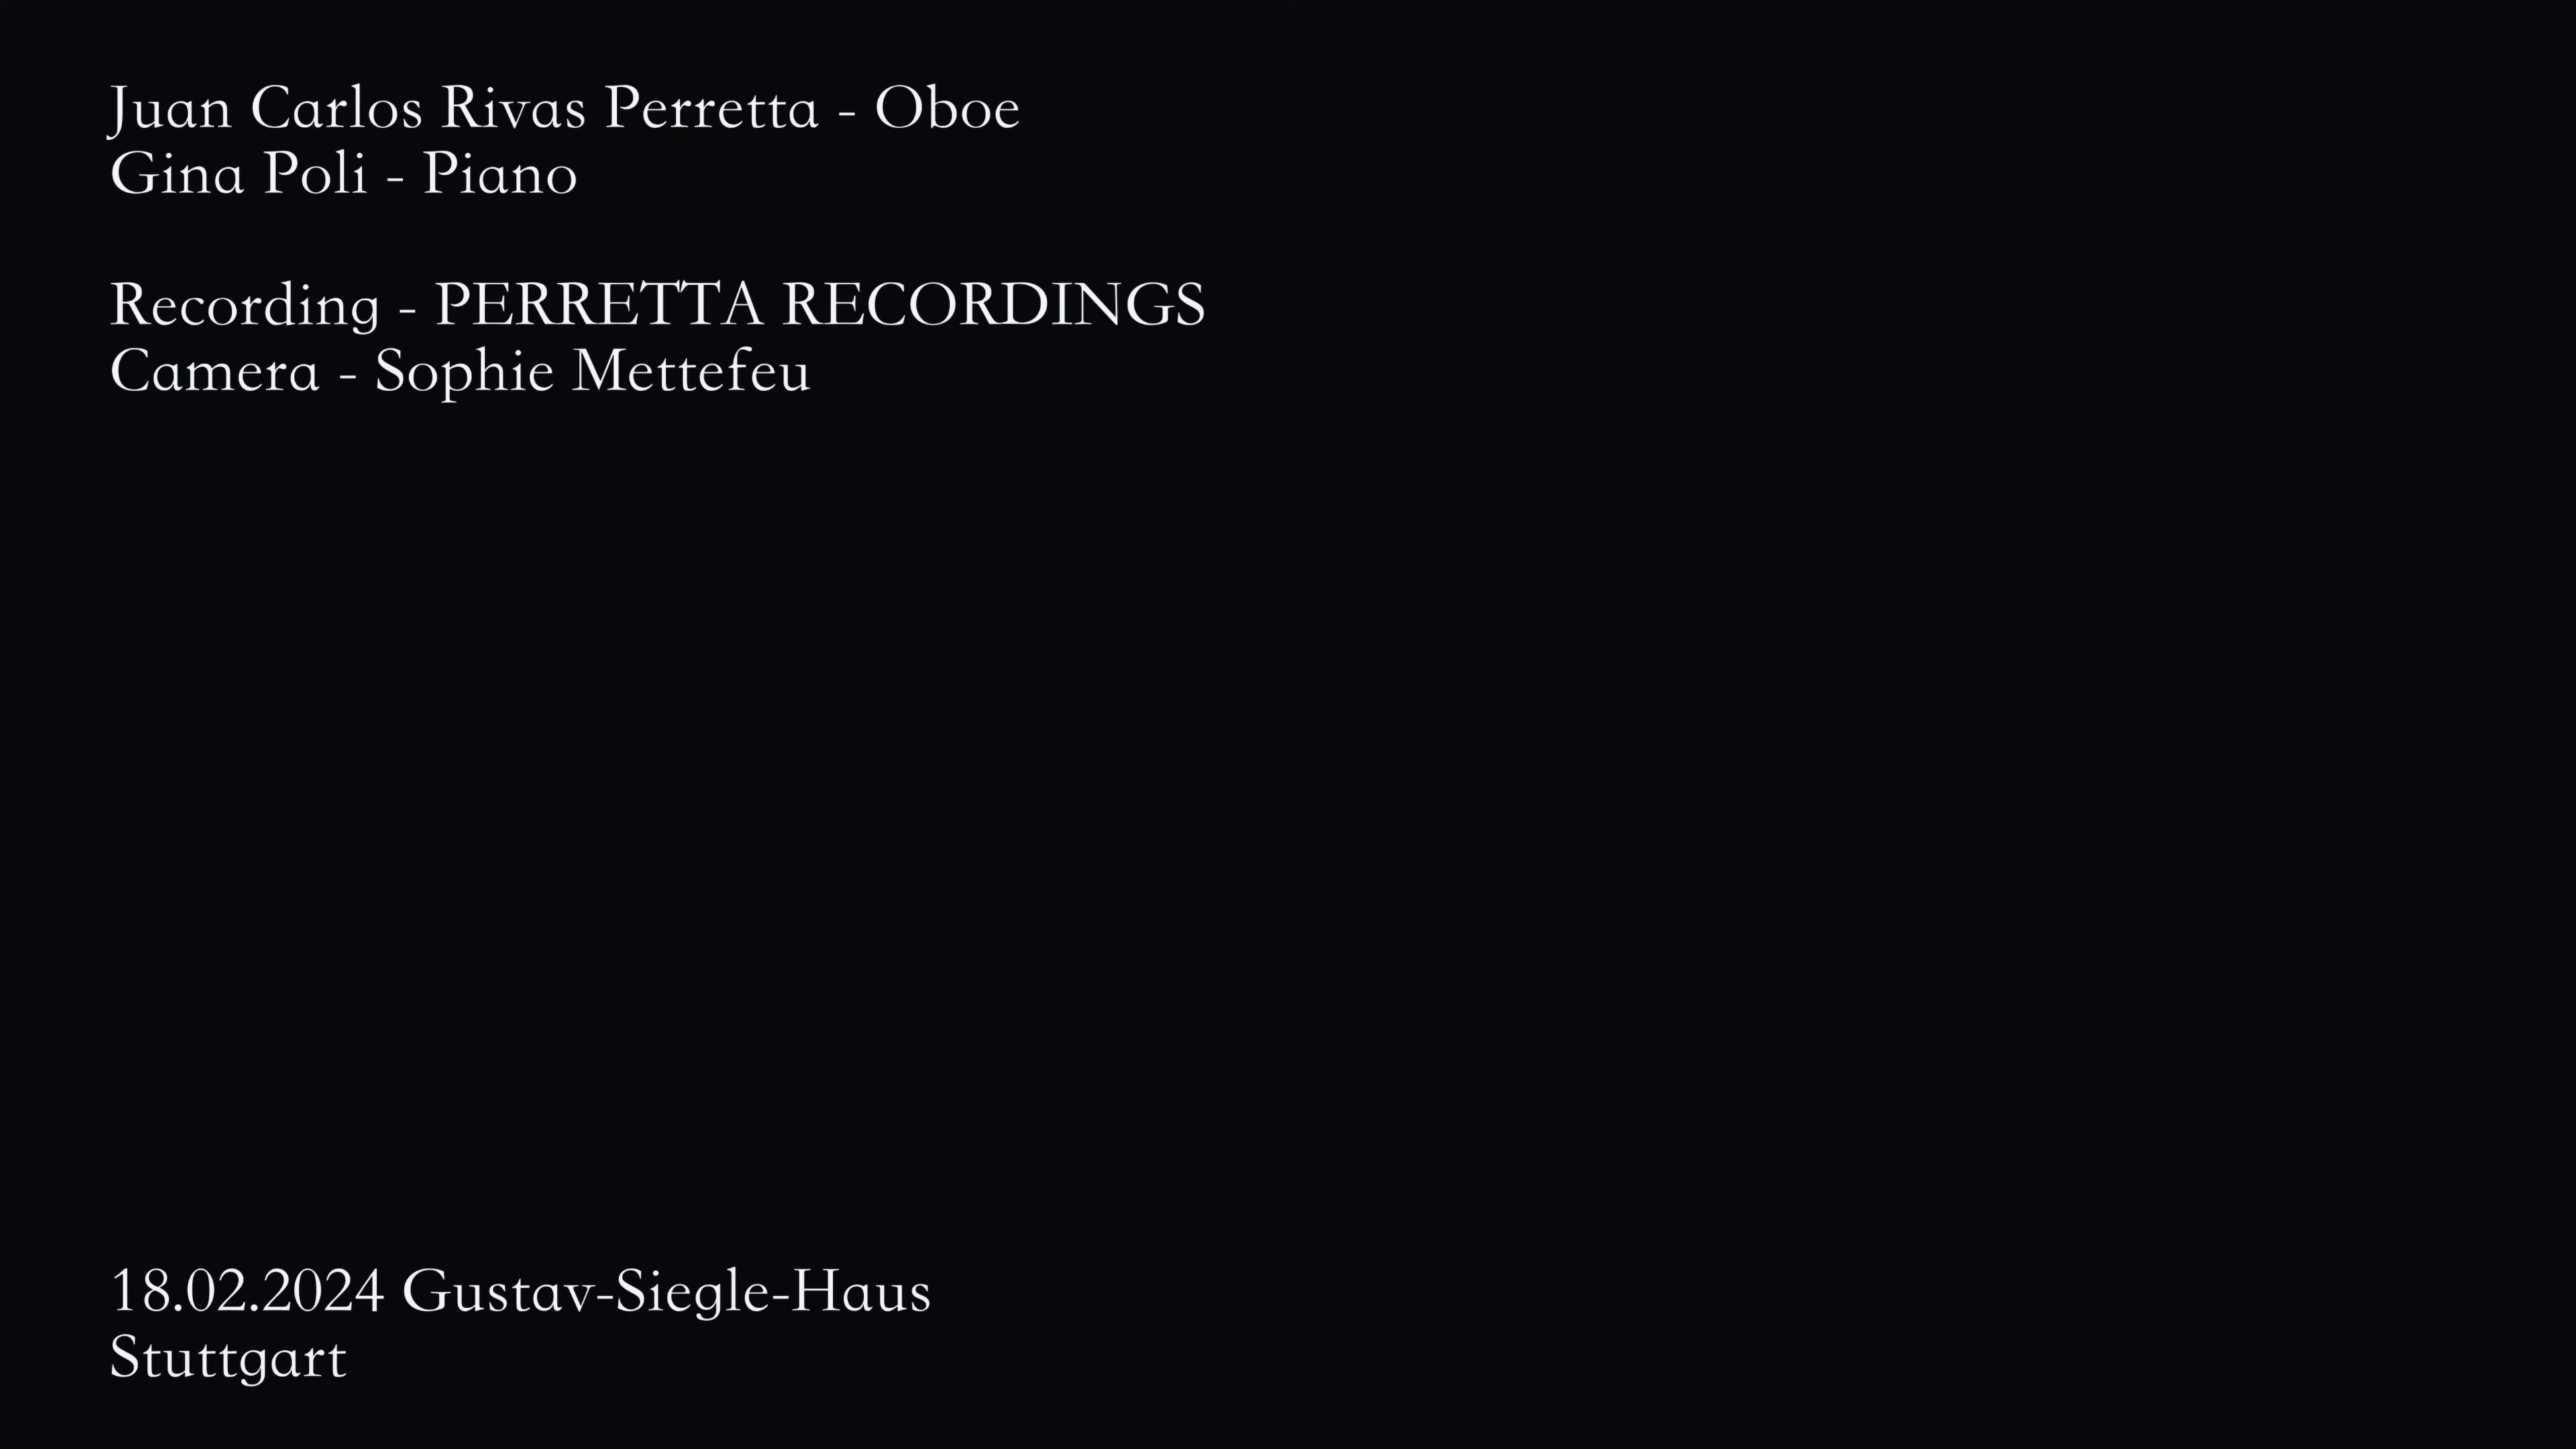 Juan Carlos Rivas Perretta - Oboe
Gina Poli - Piano
Recording - PERRETTA RECORDINGS
Camera - Sophie Mettefeu
18.02.2024 Gustav-Siegle-Haus
Stuttgart